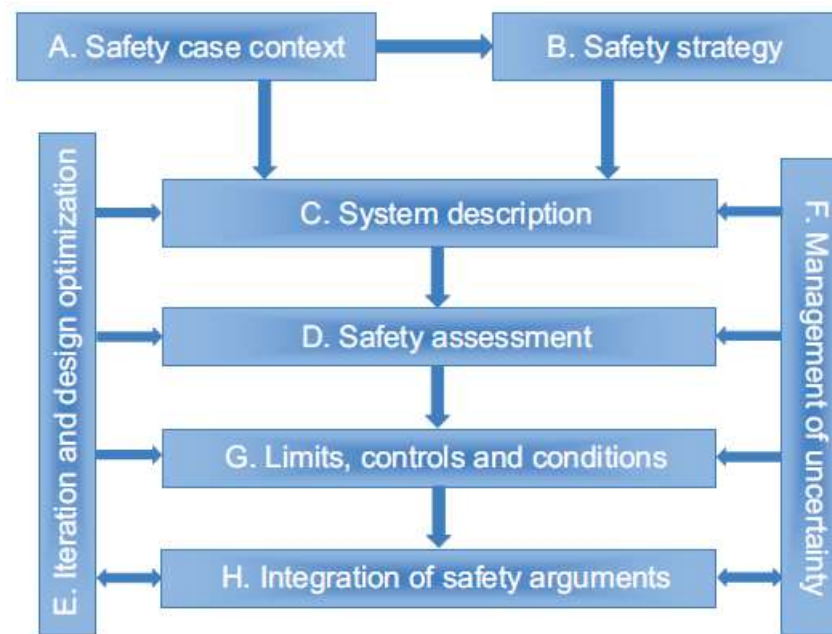 A. Safety case context
B. Safety strategy
E. Iteration and design optimization
C. System description
F. Management of uncertainty
D. Safety assessment
G. Limits, controls and conditions
H. Integration of safety arguments